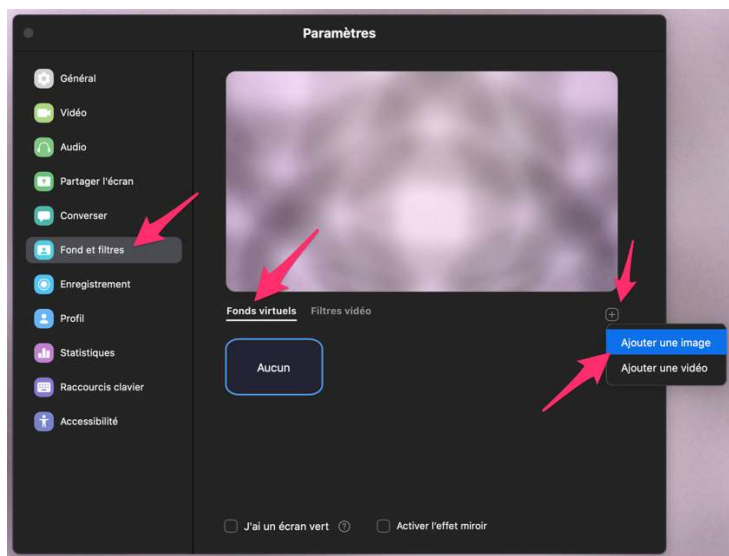 Paramètres
Général
Vidéo
Audio
Partager l'écran
Converser
Fond et filtres
Enregistrement
Profil
Statistiques
Raccourcis clavier
Accessibilité
Fonds virtuels Filtres vidéo
Ajouter une image
Ajouter une vidéo
Aucun
J'ai un écran vert ?
Activer l'effet miroir